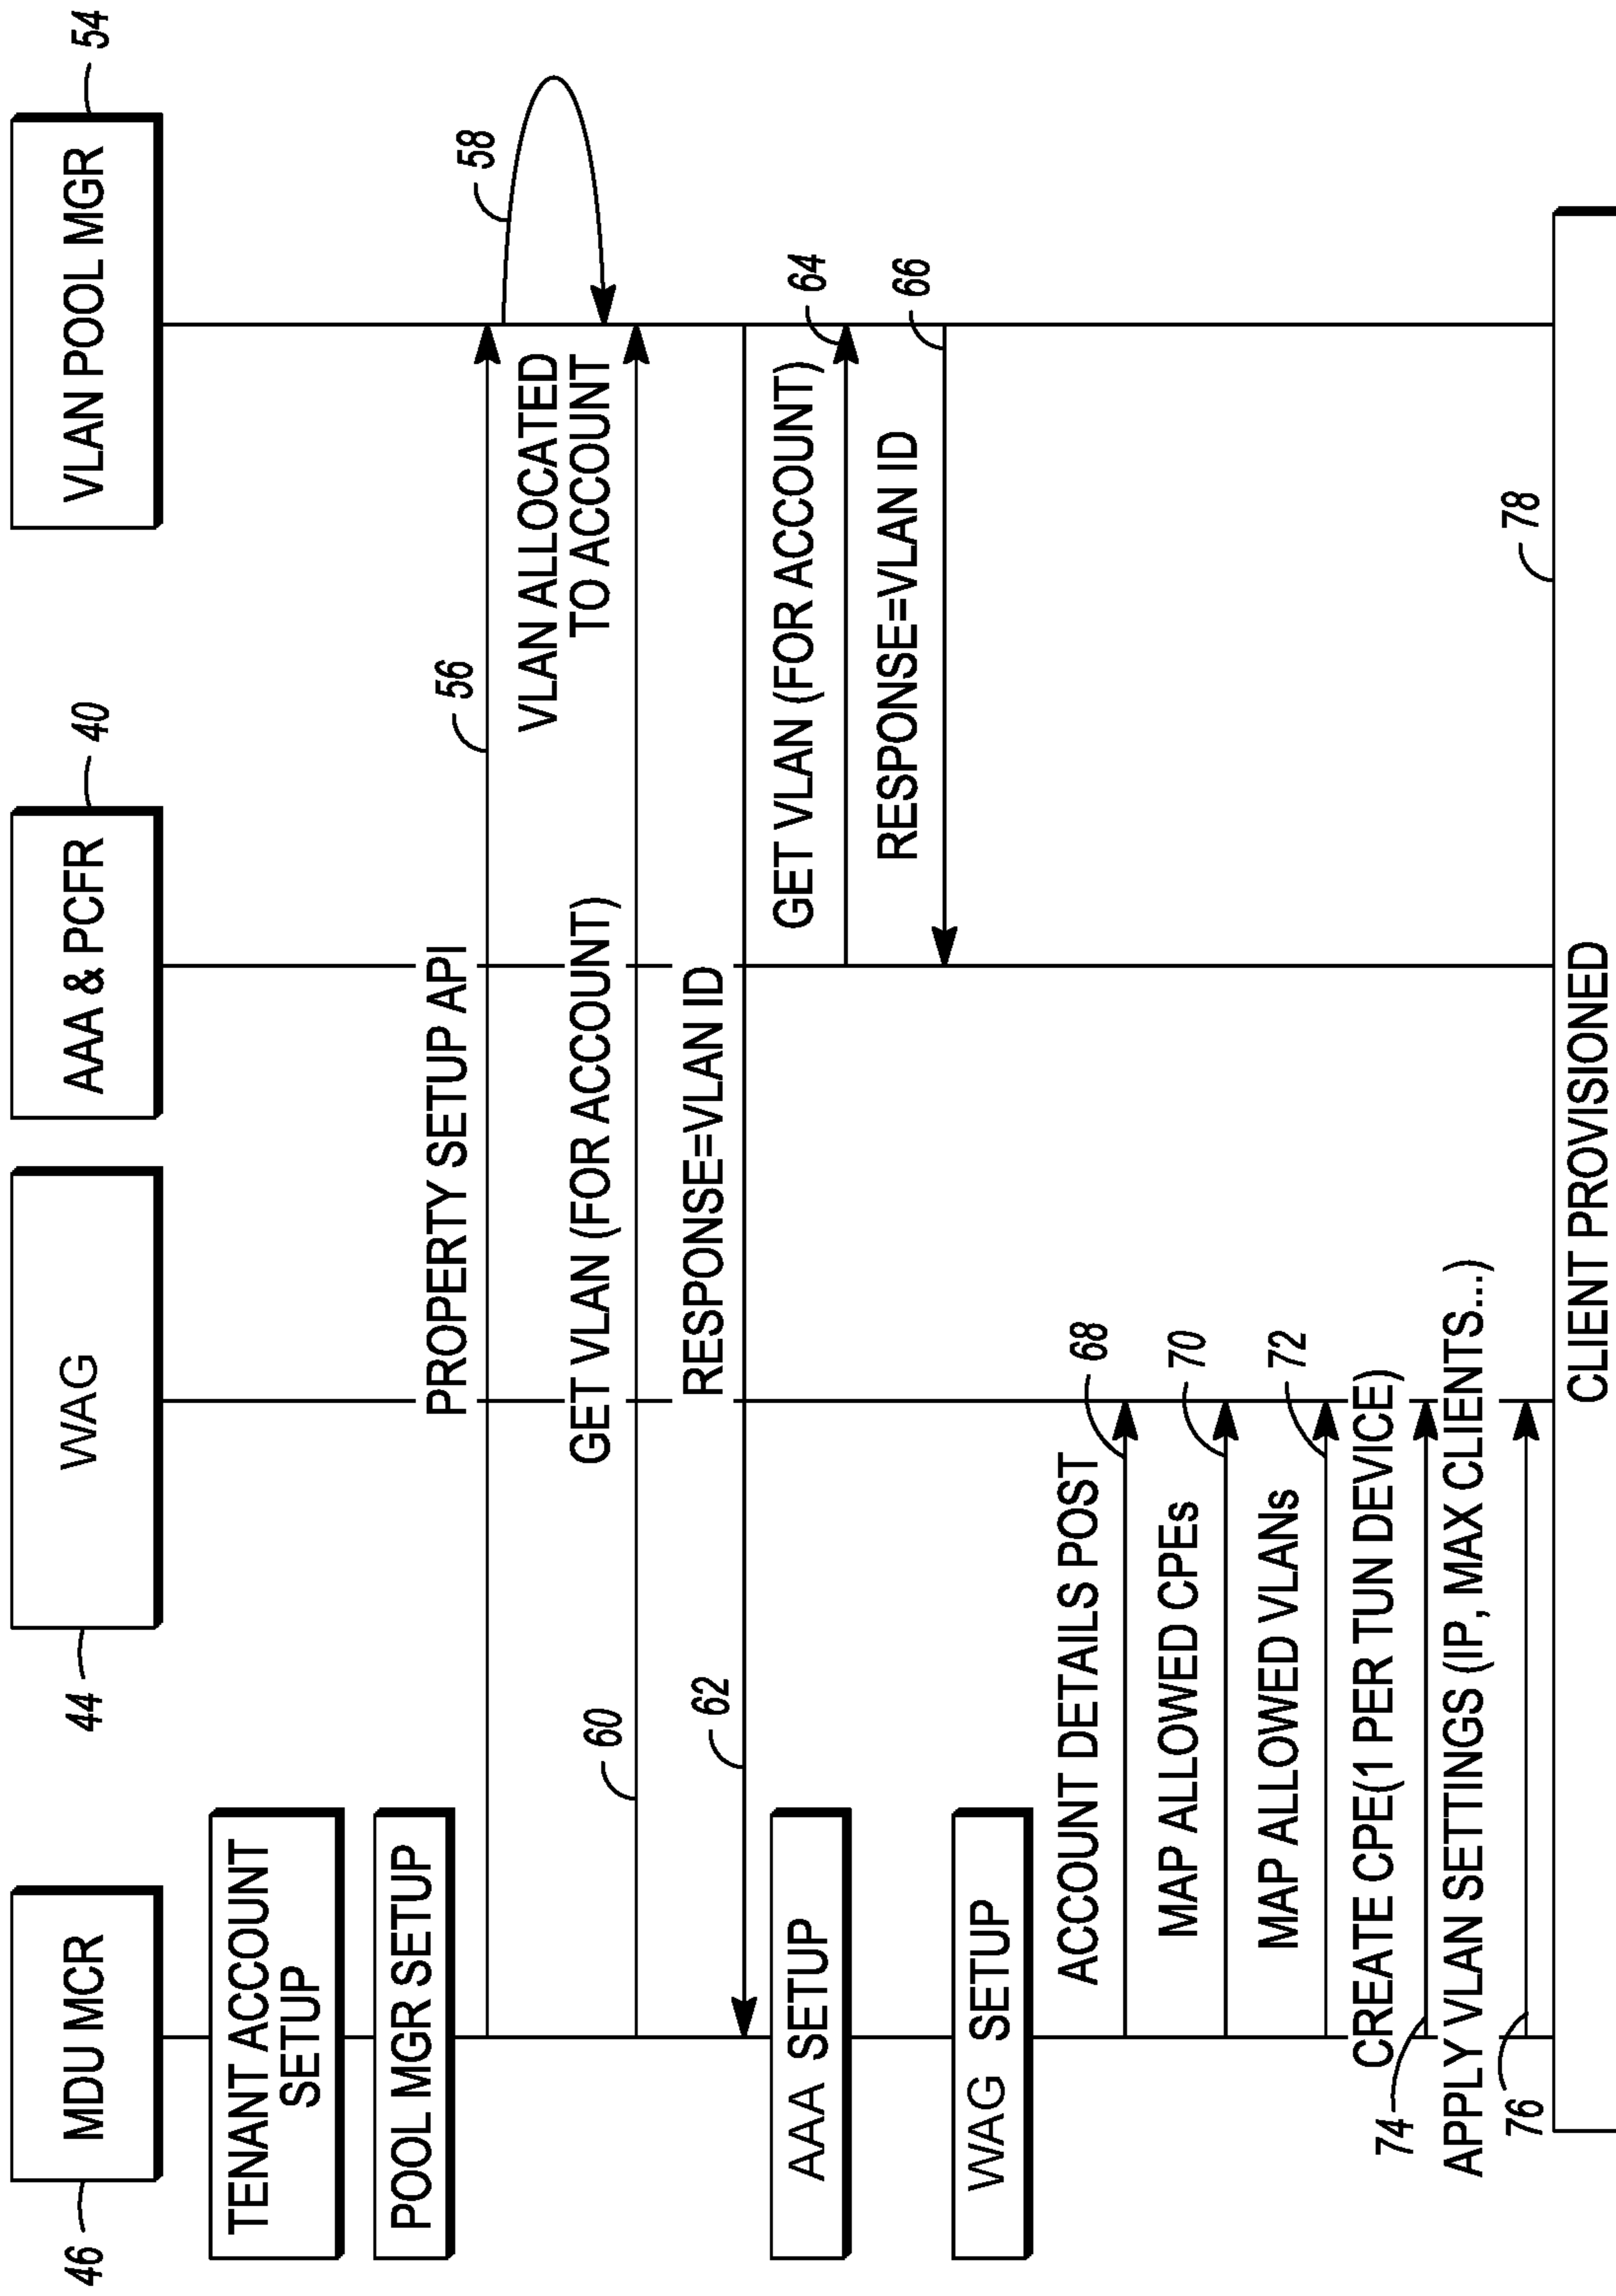 46
MDU MCR
44
WAG
AAA & PCFR
40
VLAN POOL MGR
54
TENANT ACCOUNT
SETUP
POOL MGR SETUP
PROPERTY SETUP API
56
58
VLAN ALLOCATED
TO ACCOUNT
60
GET VLAN (FOR ACCOUNT)
62
RESPONSE=VLAN ID
AAA SETUP
GET VLAN (FOR ACCOUNT)
64
RESPONSE=VLAN ID
66
WAG SETUP
ACCOUNT DETAILS POST
68
MAP ALLOWED CPEs
70
MAP ALLOWED VLANs
72
CREATE CPE(1 PER TUN DEVICE)
74
APPLY VLAN SETTINGS (IP, MAX CLIENTS...)
76
78
CLIENT PROVISIONED